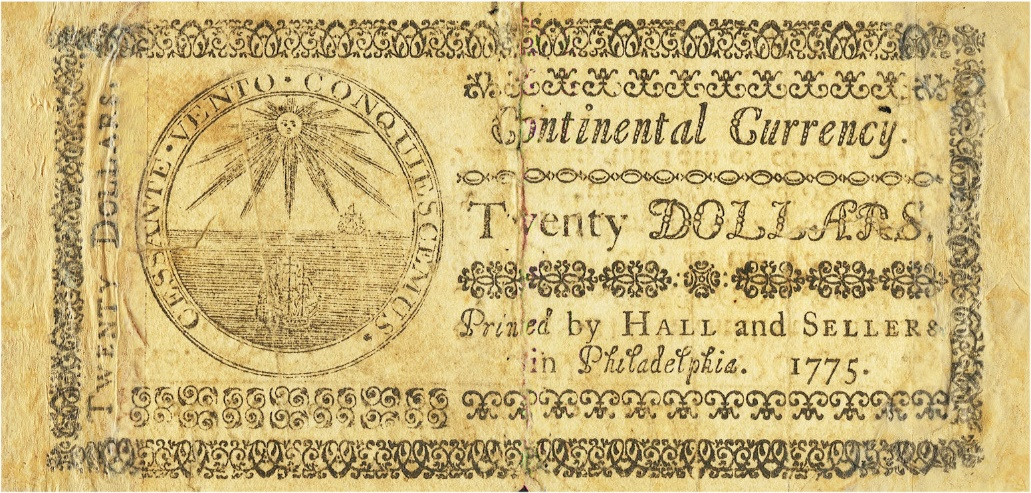 CESSANTE · VENTO · CONQUIESCEMUS
TWENTY DOLLARS.
Continental Currency.
Twenty DOLLARS.
Printed by HALL and SELLERS
in Philadelphia. 1775.